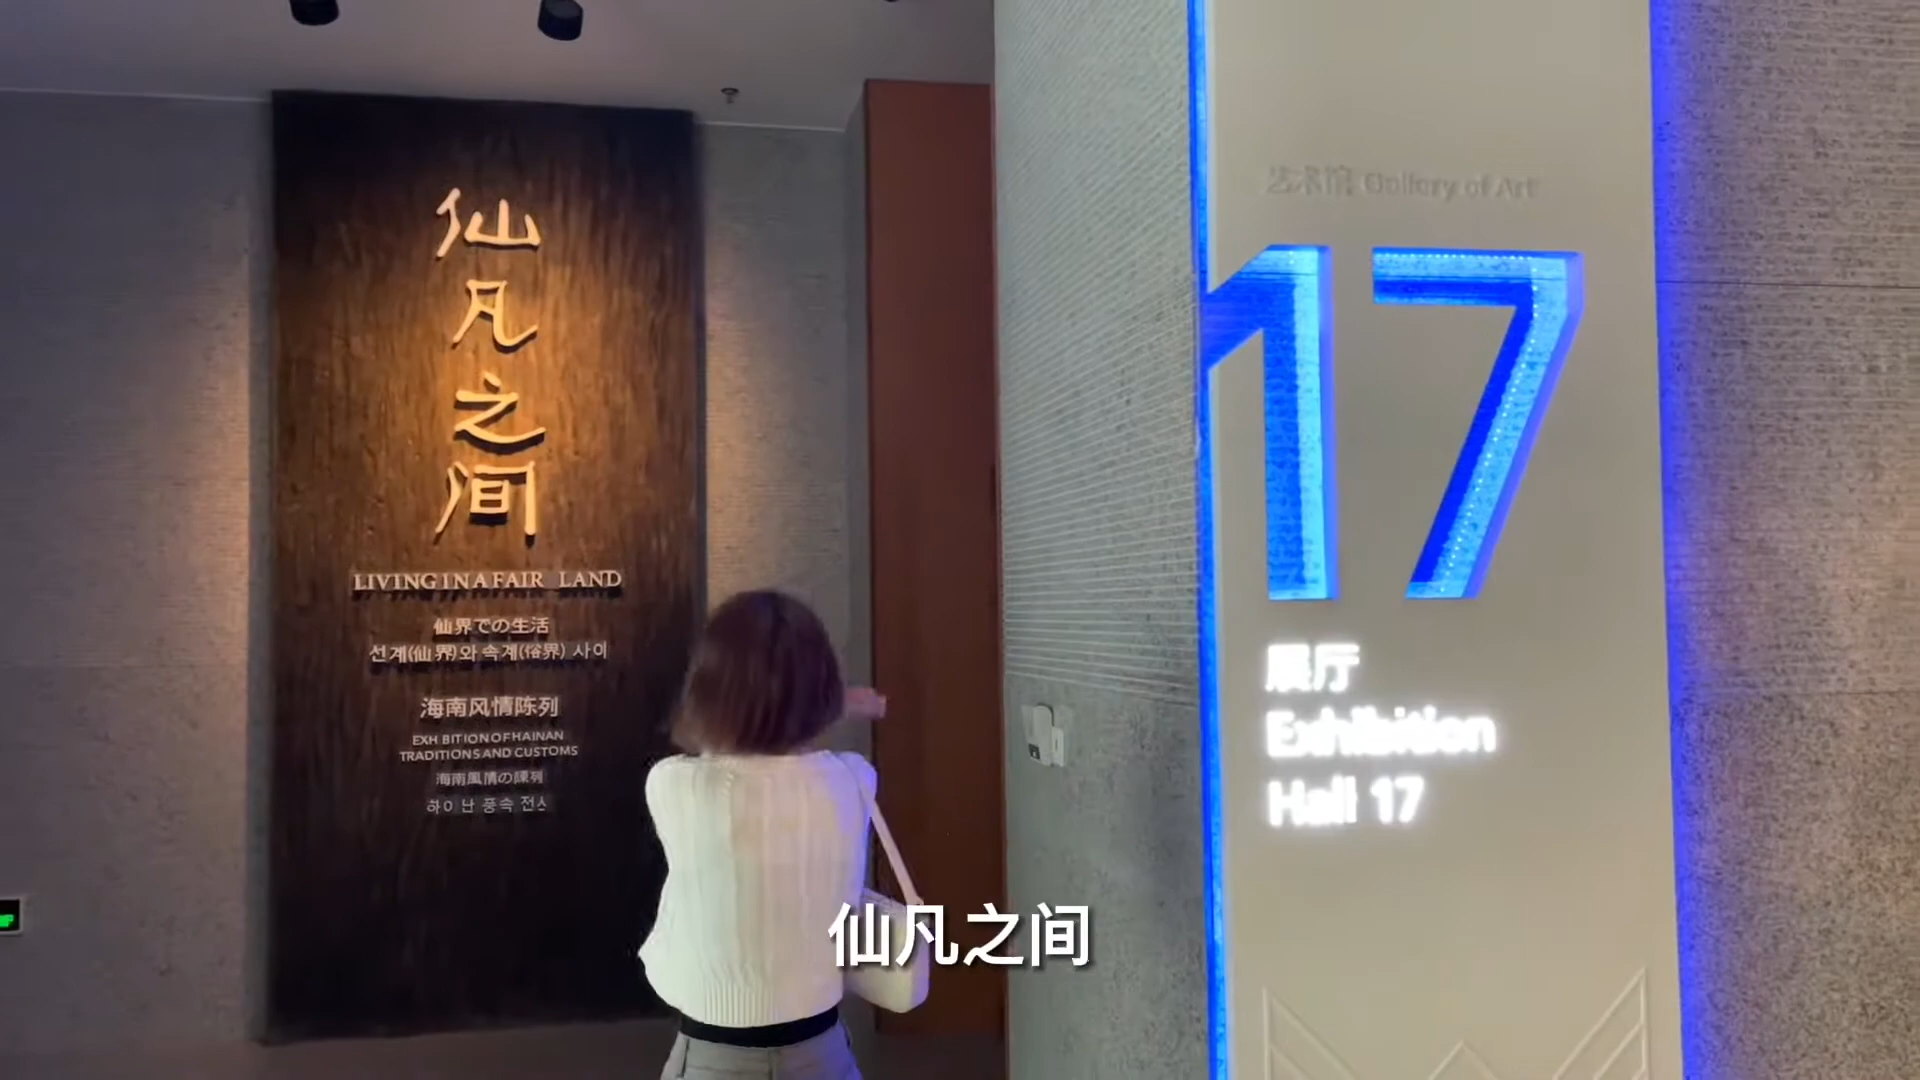 仙凡之间
LIVING IN A FAIR LAND
仙界での生活
선계(仙界)와 속계(俗界) 사이
海南风情陈列
EXH BITION OF HAINAN
TRADITIONS AND CUSTOMS
海南風情の陳列
하이난 풍속 전시
艺术馆 Gallery of Art
17
展厅
Exhibition
Hall 17
仙凡之间